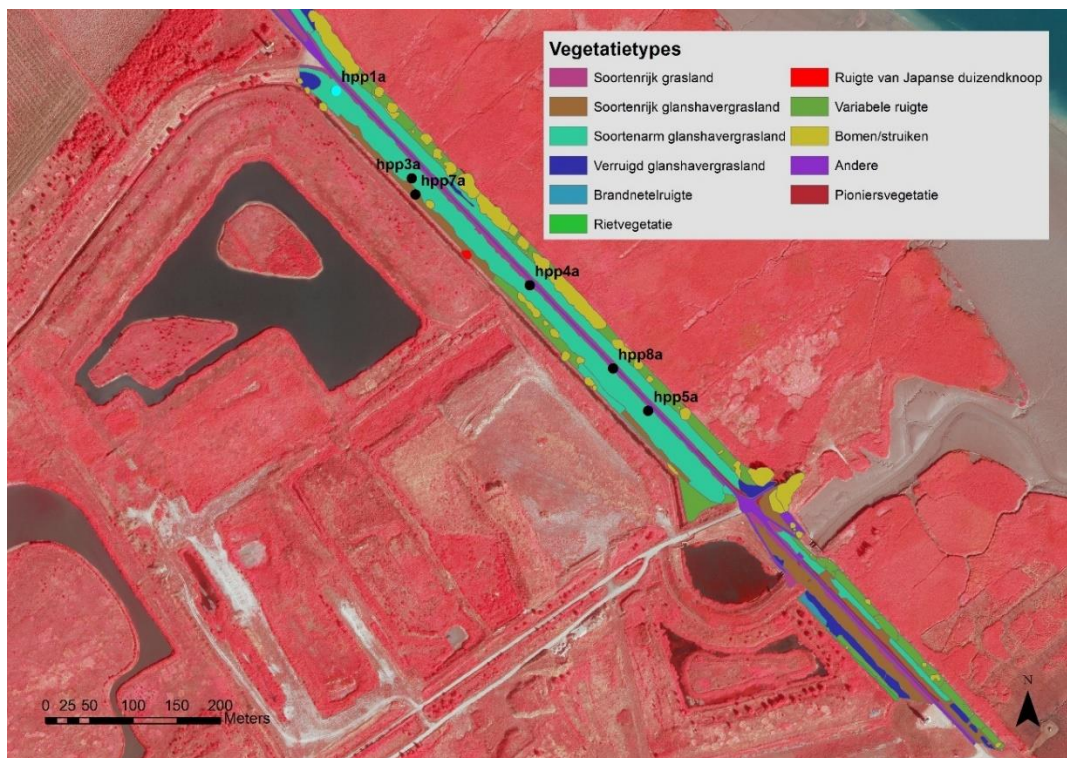 Vegetatietypes
Soortenrijk grasland
Soortenrijk glanshavergrasland
Soortenarm glanshavergrasland
Verruigd glanshavergrasland
Brandnetelruigte
Rietvegetatie
Ruigte van Japanse duizendknoop
Variabele ruigte
Bomen/struiken
Andere
Pioniersvegetatie
hpp1a
hpp3a
hpp7a
hpp4a
hpp8a
hpp5a
N
0 25 50 100 150 200
Meters